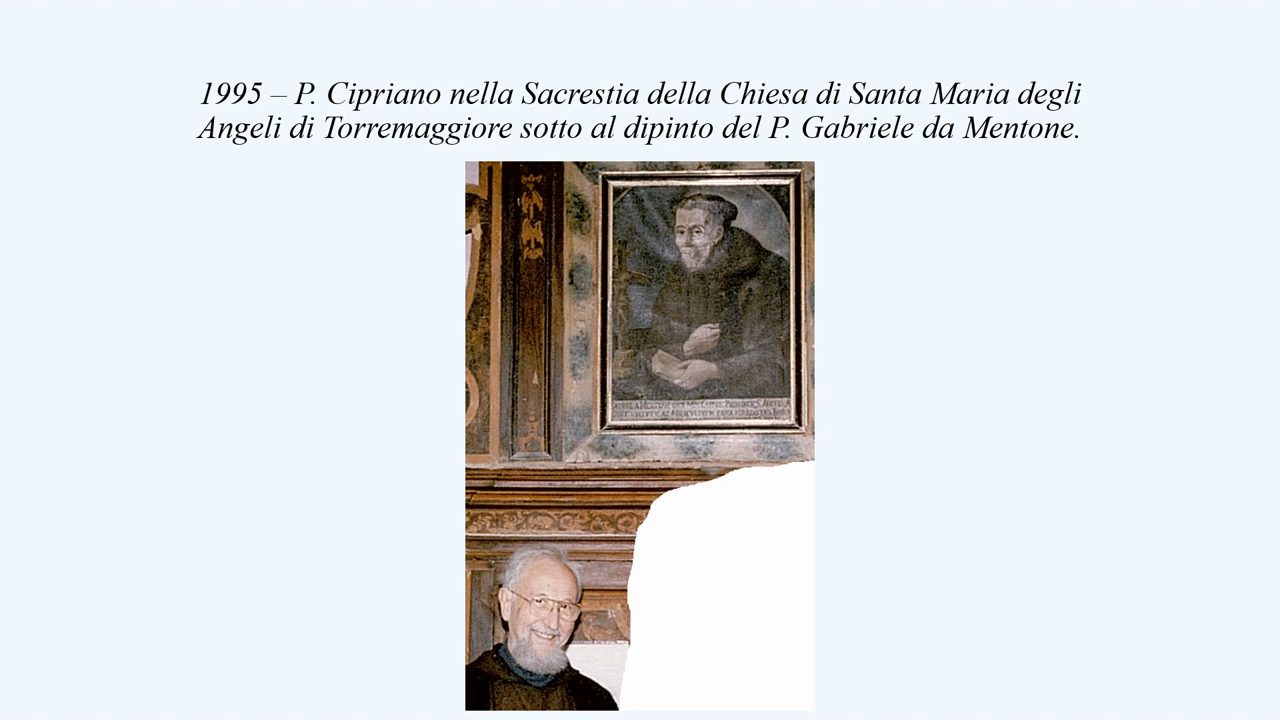 1995 – P. Cipriano nella Sacrestia della Chiesa di Santa Maria degli
Angeli di Torremaggiore sotto al dipinto del P. Gabriele da Mentone.